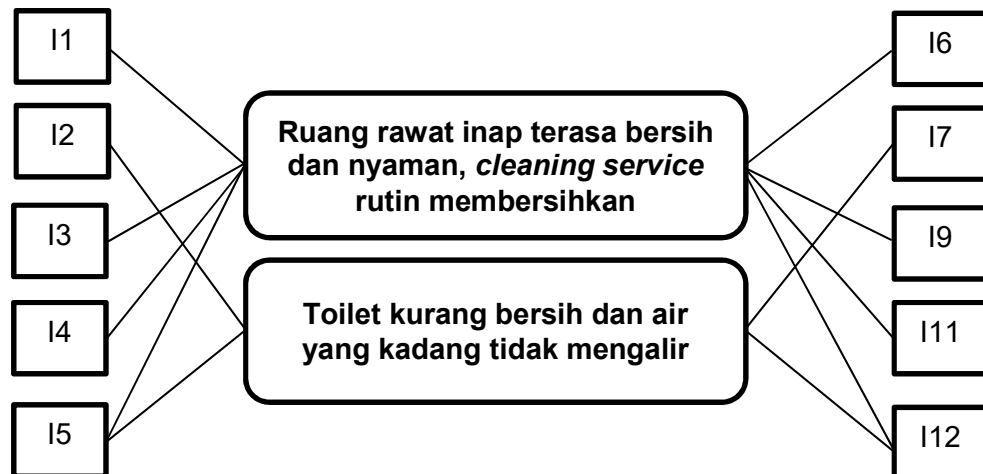 I1
I2
I3
I4
I5
Ruang rawat inap terasa bersih
dan nyaman, cleaning service
rutin membersihkan
Toilet kurang bersih dan air
yang kadang tidak mengalir
I6
I7
I9
I11
I12